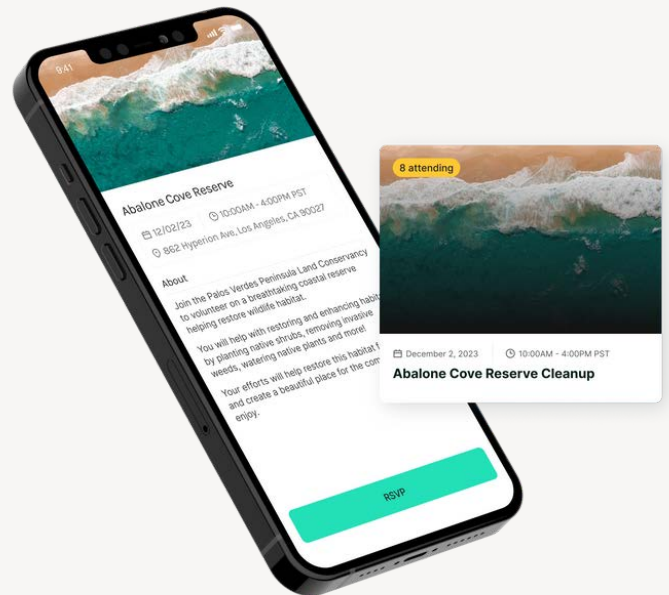 9:41
Abalone Cove Reserve
12/02/23
10:00AM - 4:00PM PST
862 Hyperion Ave, Los Angeles, CA 90027
About
Join the Palos Verdes Peninsula Land Conservancy
to volunteer on a breathtaking coastal reserve
helping restore wildlife habitat.
You will help with restoring and enhancing
by planting native shrubs, removing invasive
weeds, watering native plants and more!
Your efforts will help restore this habitat
and create a beautiful place for the
enjoy.
RSVP
8 attending
December 2, 2023
10:00AM - 4:00PM PST
Abalone Cove Reserve Cleanup